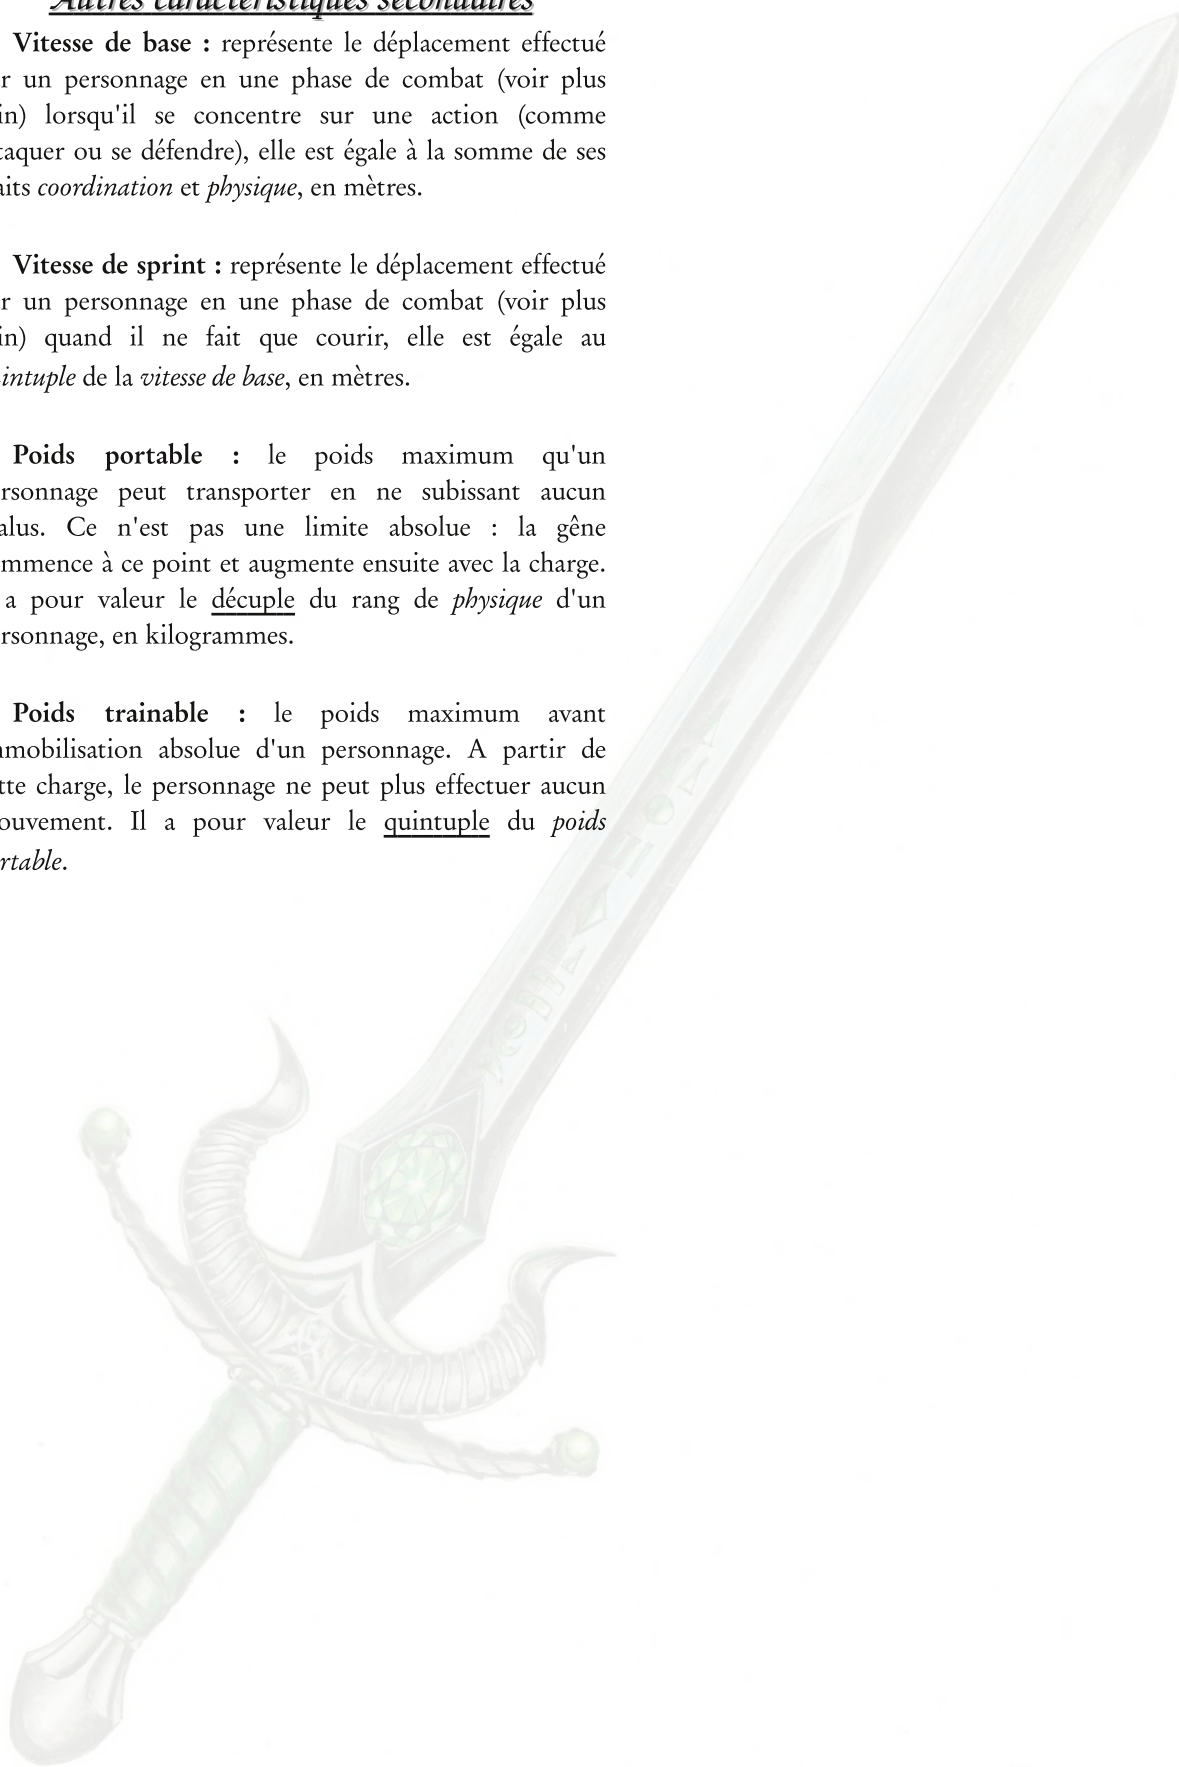 Autres caractéristiques secondaires
Vitesse de base : représente le déplacement effectué
r un personnage en une phase de combat (voir plus
in) lorsqu'il se concentre sur une action (comme
taquer ou se défendre), elle est égale à la somme de ses
aits coordination et physique, en mètres.
Vitesse de sprint : représente le déplacement effectué
r un personnage en une phase de combat (voir plus
in) quand il ne fait que courir, elle est égale au
intuple de la vitesse de base, en mètres.
Poids portable : le poids maximum qu'un
rsonnage peut transporter en ne subissant aucun
alus. Ce n'est pas une limite absolue : la gêne
mmence à ce point et augmente ensuite avec la charge.
a pour valeur le décuple du rang de physique d'un
rsonnage, en kilogrammes.
Poids trainable : le poids maximum avant
mobilisation absolue d'un personnage. A partir de
tte charge, le personnage ne peut plus effectuer aucun
ouvement. Il a pour valeur le quintuple du poids
rtable.